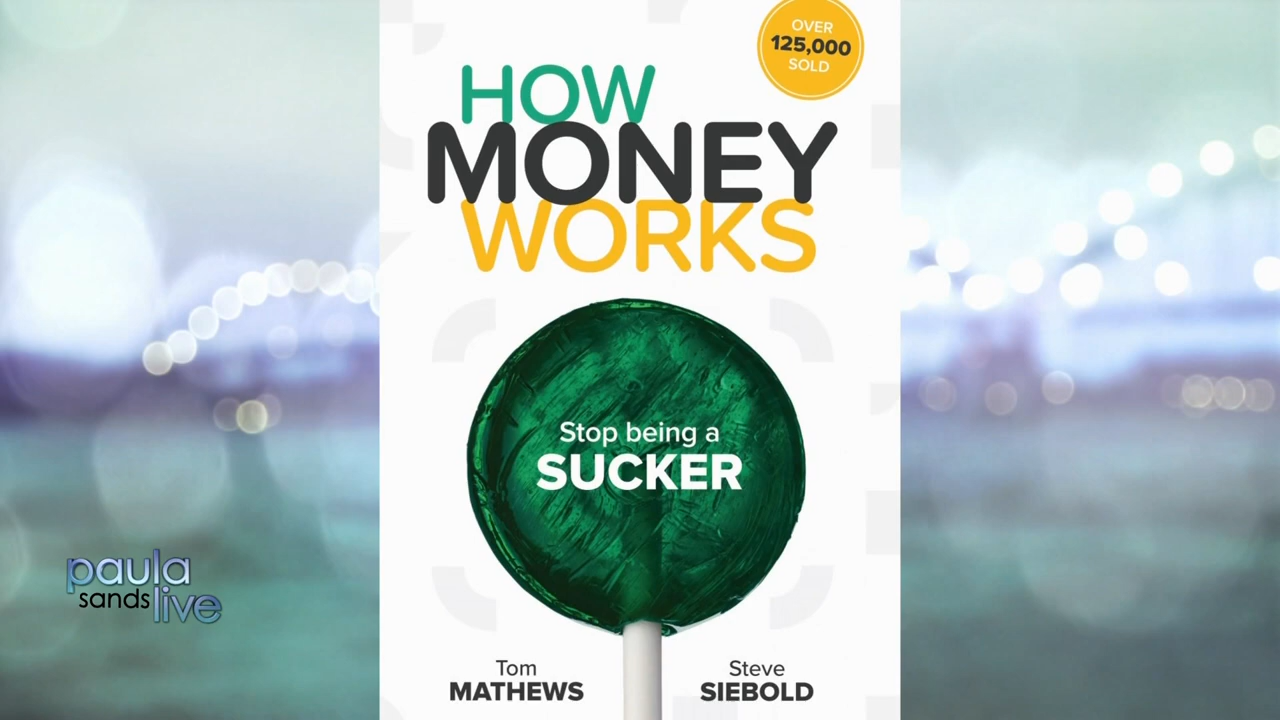 OVER
125,000
SOLD
HOW
MONEY
WORKS
Stop being a
SUCKER
paula
sands live
Tom
MATHEWS
Steve
SIEBOLD